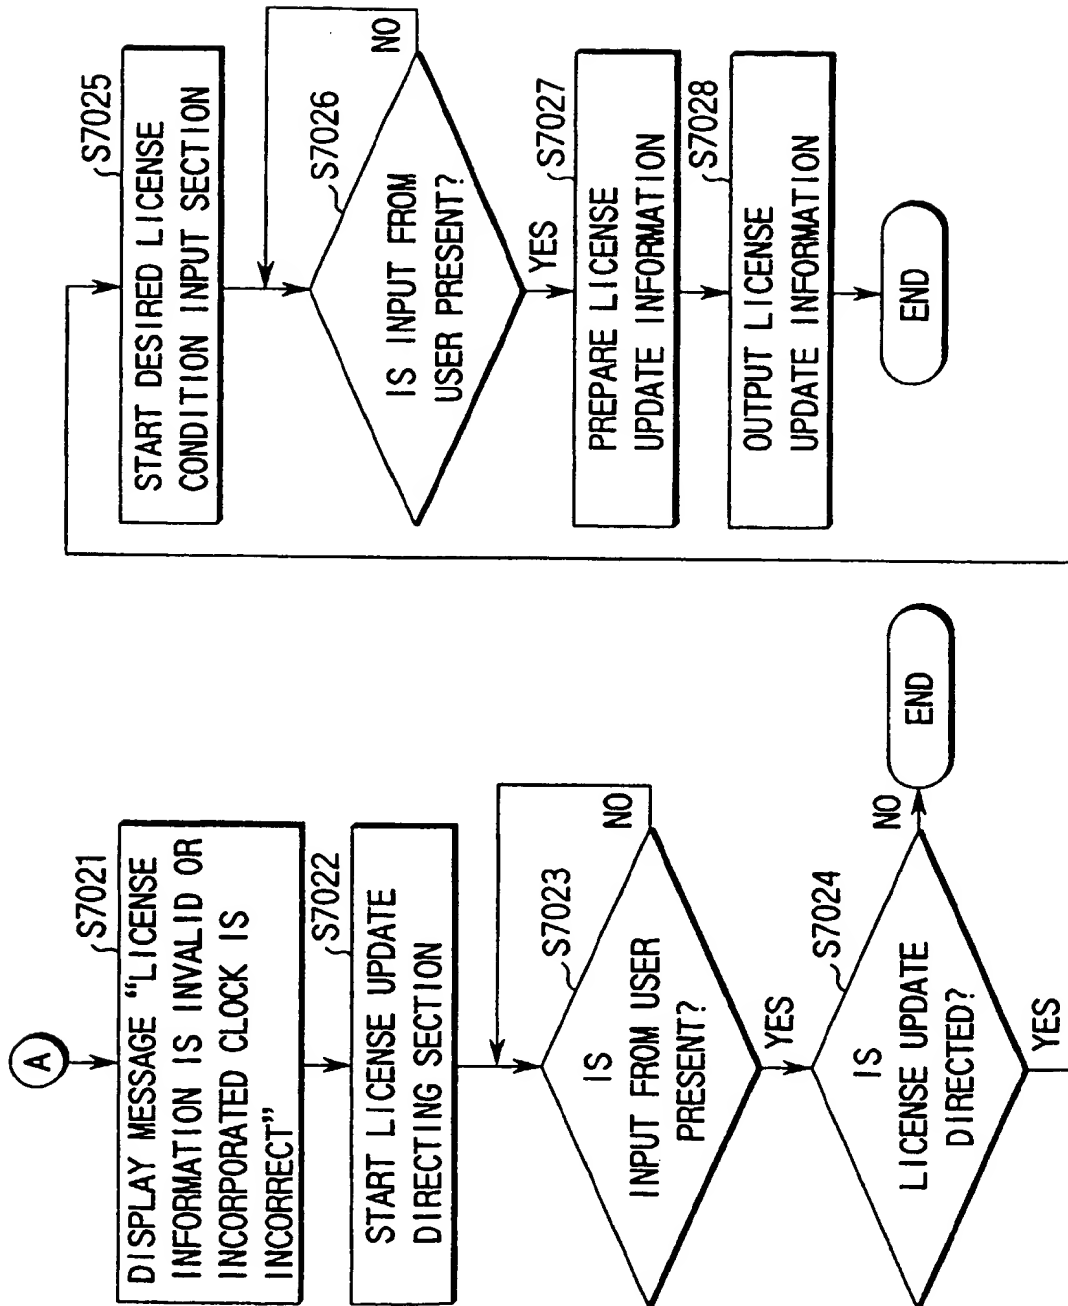 A
S7021
DISPLAY MESSAGE “LICENSE
INFORMATION IS INVALID OR
INCORPORATED CLOCK IS
INCORRECT”
S7022
START LICENSE UPDATE
DIRECTING SECTION
S7023
IS
INPUT FROM USER
PRESENT?
NO
YES
S7024
IS
LICENSE UPDATE
DIRECTED?
NO
END
YES
S7025
START DESIRED LICENSE
CONDITION INPUT SECTION
S7026
IS INPUT FROM
USER PRESENT?
NO
YES
S7027
PREPARE LICENSE
UPDATE INFORMATION
S7028
OUTPUT LICENSE
UPDATE INFORMATION
END